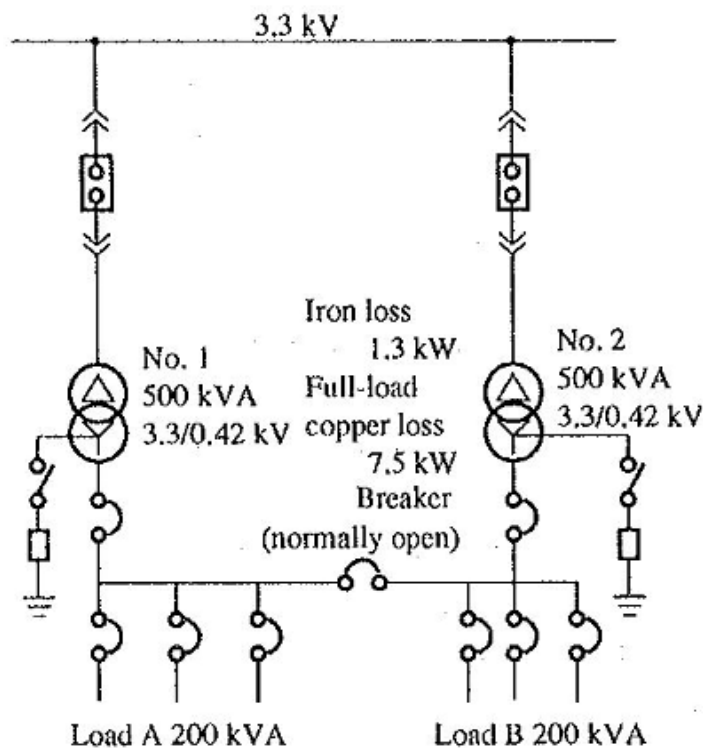 3.3 kV
No. 1
500 kVA
3.3/0.42 kV
Iron loss
1.3 kW
Full-load
copper loss
7.5 kW
Breaker
(normally open)
No. 2
500 kVA
3.3/0.42 kV
Load A 200 kVA
Load B 200 kVA